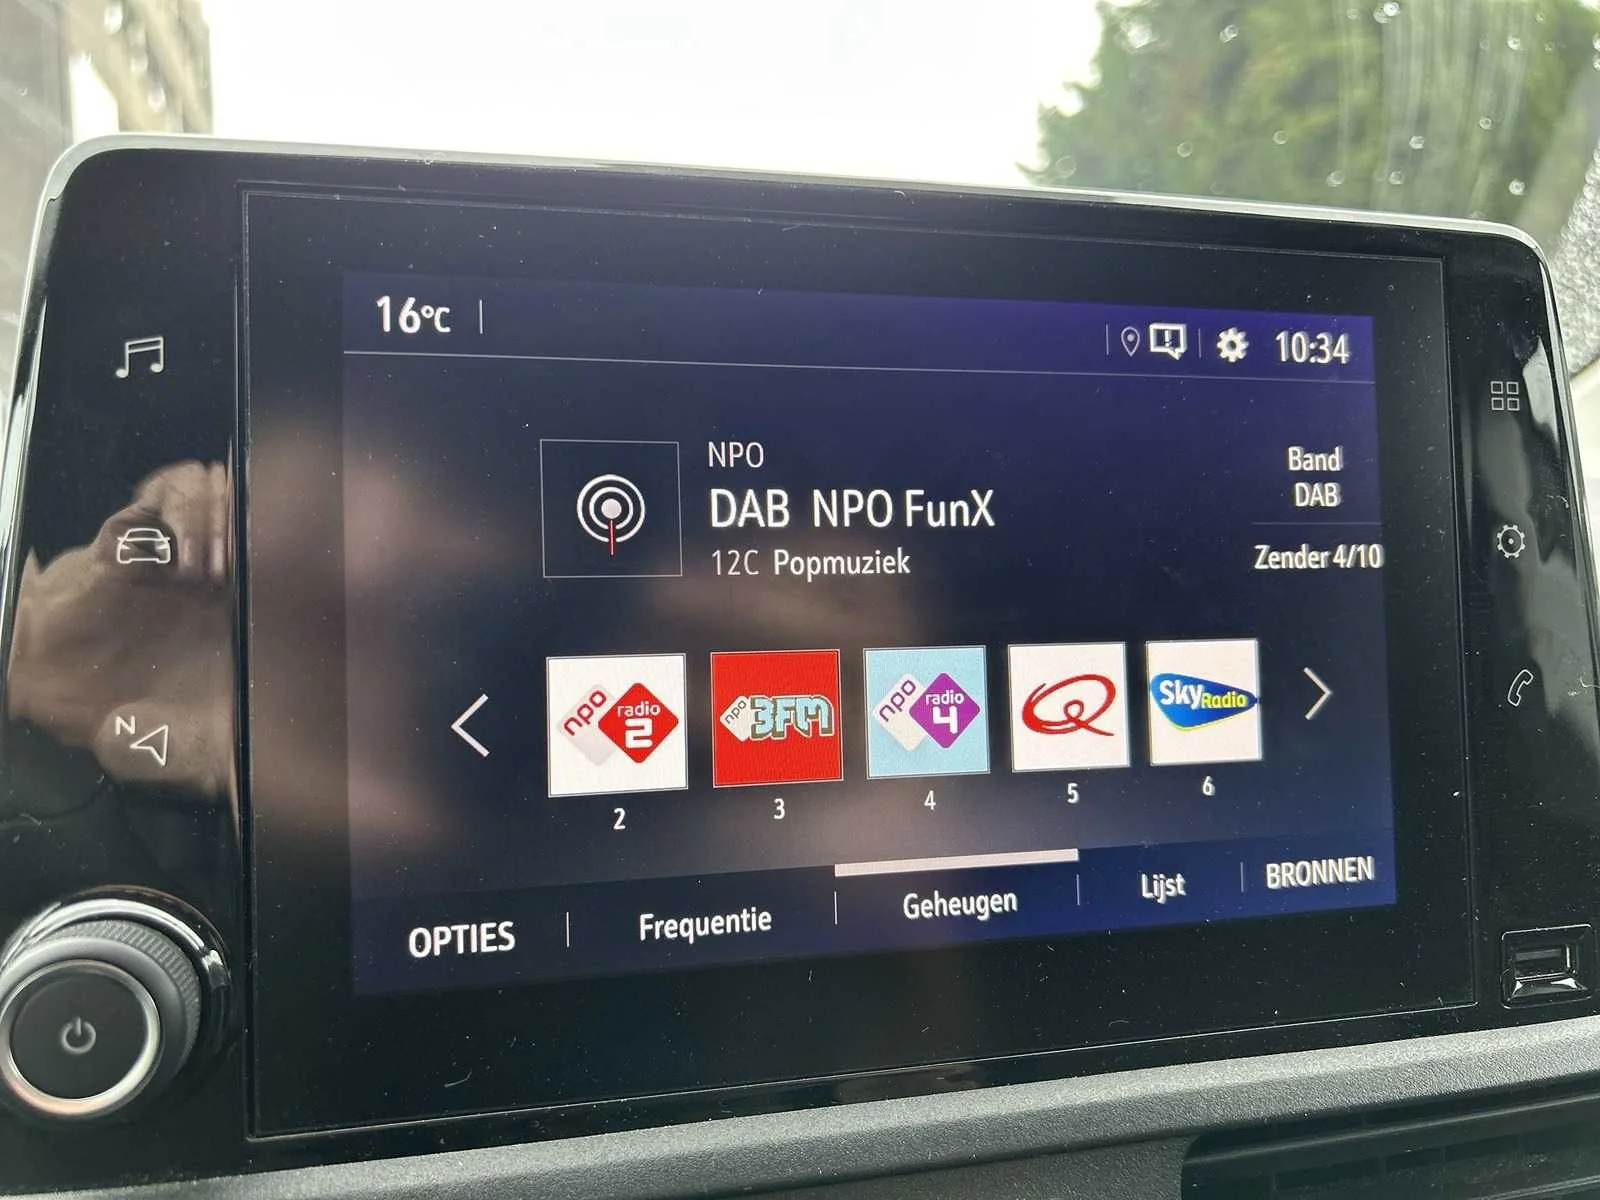 16°C
10:34
NPO
DAB NPO FunX
12C Popmuziek
Band
DAB
Zender 4/10
npo radio 2
npo 3FM
npo radio 4
Q
Sky Radio
2
3
4
5
6
OPTIES
Frequentie
Geheugen
Lijst
BRONNEN
N